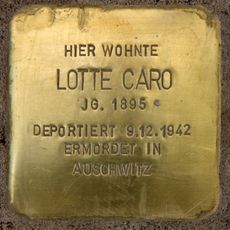 HIER WOHNTE
LOTTE CARO
JG. 1895
DEPORTIERT 9.12.1942
ERMORDET IN
AUSCHWITZ